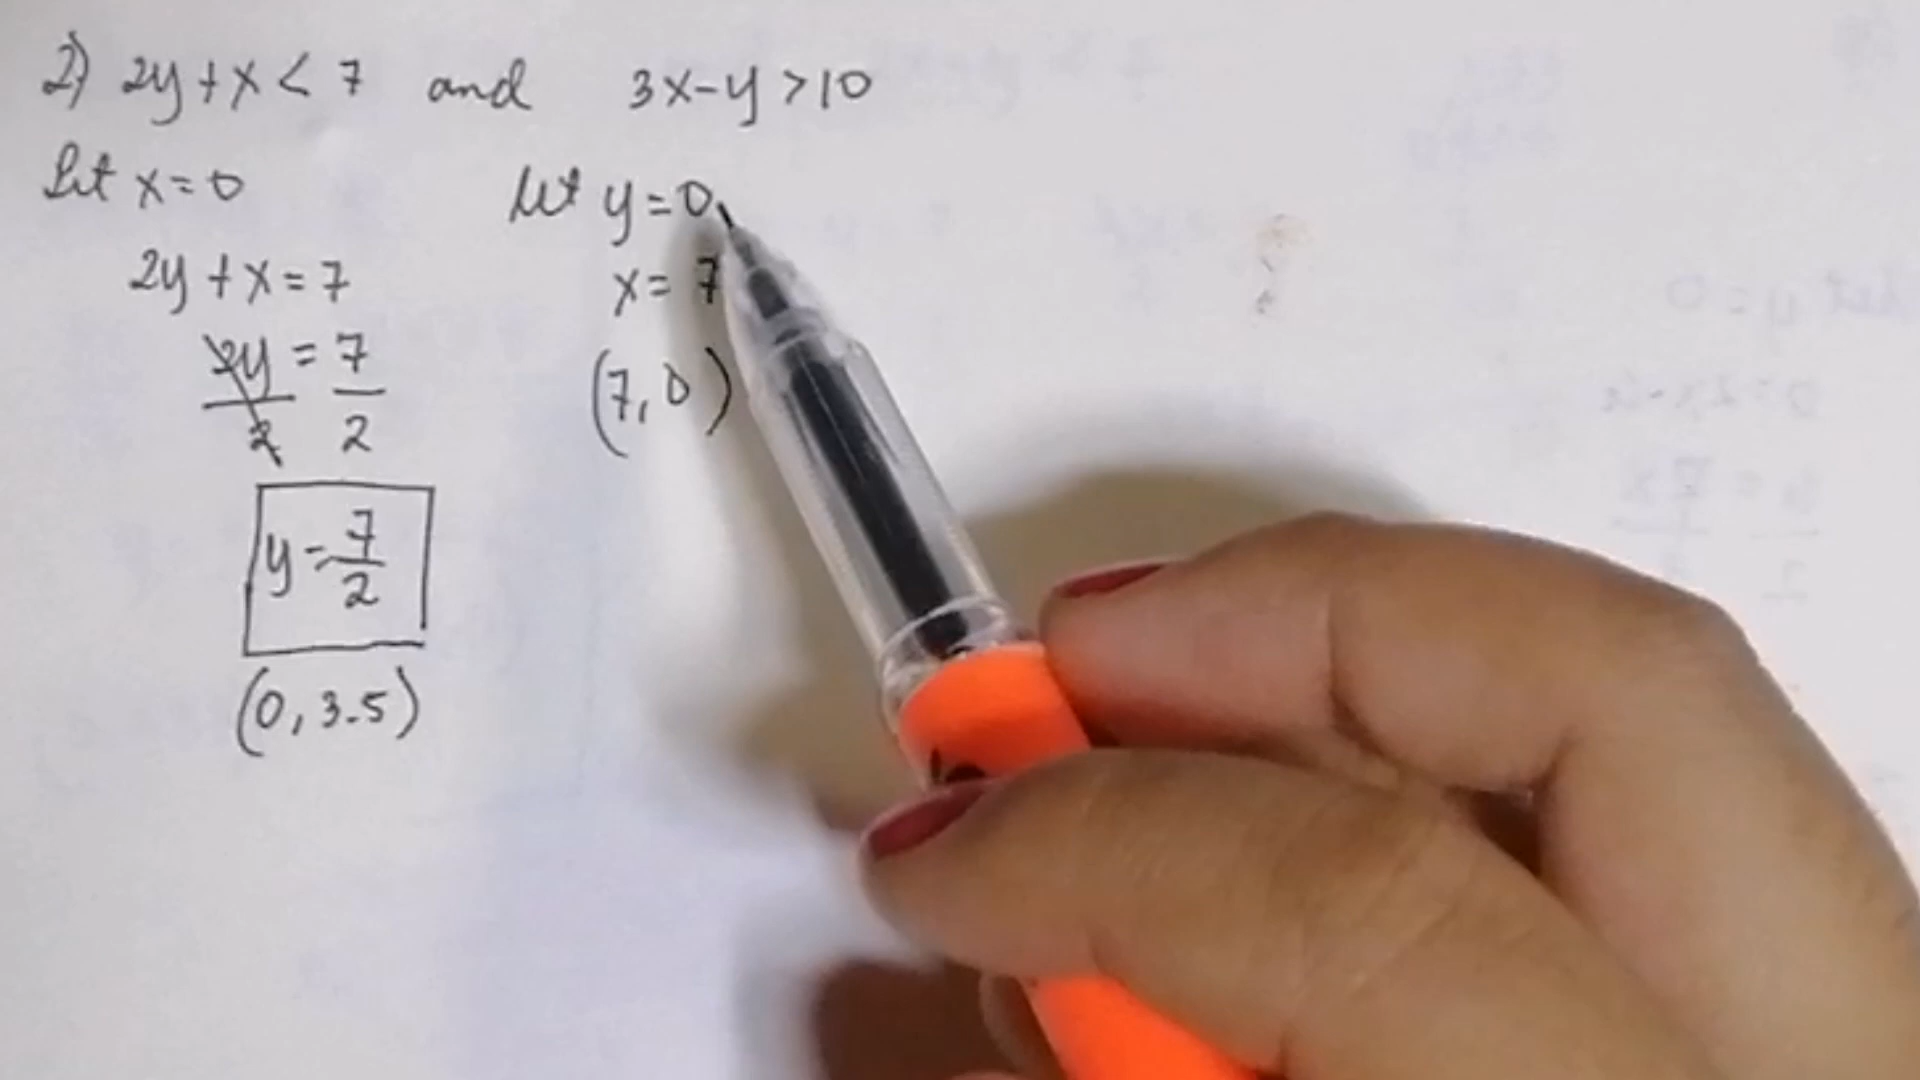 2) 2y + x < 7 and 3x - y > 10
Let x = 0
2y + x = 7
2y/2 = 7/2
y = 7/2
(0, 3.5)
let y = 0
x = 7
(7, 0)